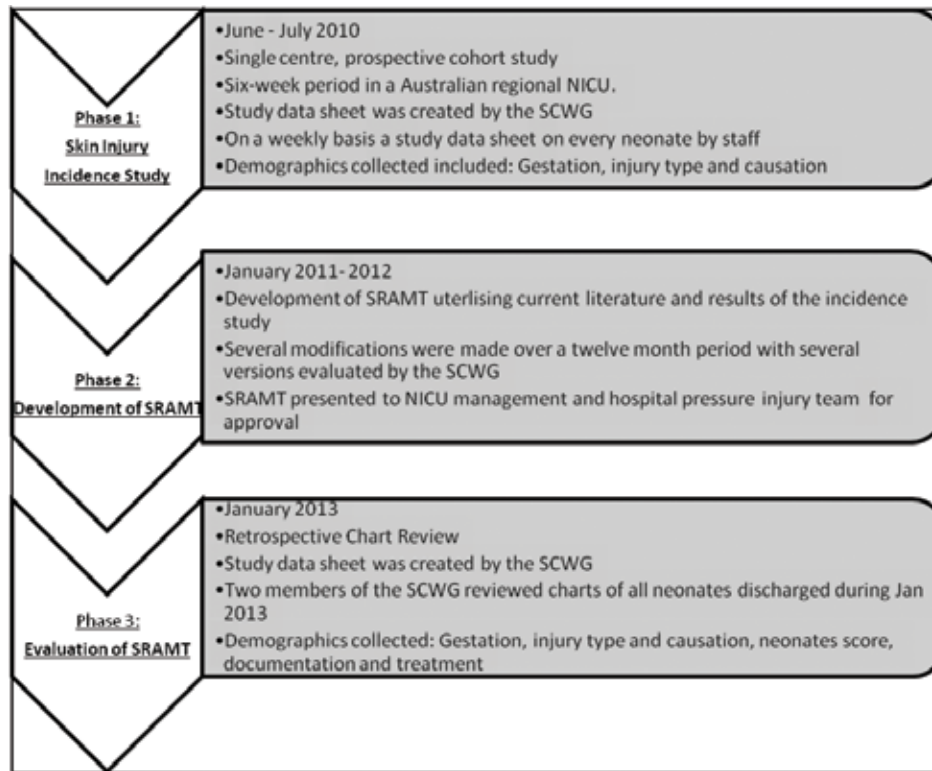 •June - July 2010
•Single centre, prospective cohort study
•Six-week period in a Australian regional NICU.
•Study data sheet was created by the SCWG
•On a weekly basis a study data sheet on every neonate by staff
•Demographics collected included: Gestation, injury type and causation
Phase 1:
Skin Injury
Incidence Study
•January 2011- 2012
•Development of SRAMT uterlising current literature and results of the incidence
study
•Several modifications were made over a twelve month period with several
versions evaluated by the SCWG
•SRAMT presented to NICU management and hospital pressure injury team for
approval
Phase 2:
Development of SRAMT
•January 2013
•Retrospective Chart Review
•Study data sheet was created by the SCWG
•Two members of the SCWG reviewed charts of all neonates discharged during Jan
2013
•Demographics collected: Gestation, injury type and causation, neonates score,
documentation and treatment
Phase 3:
Evaluation of SRAMT